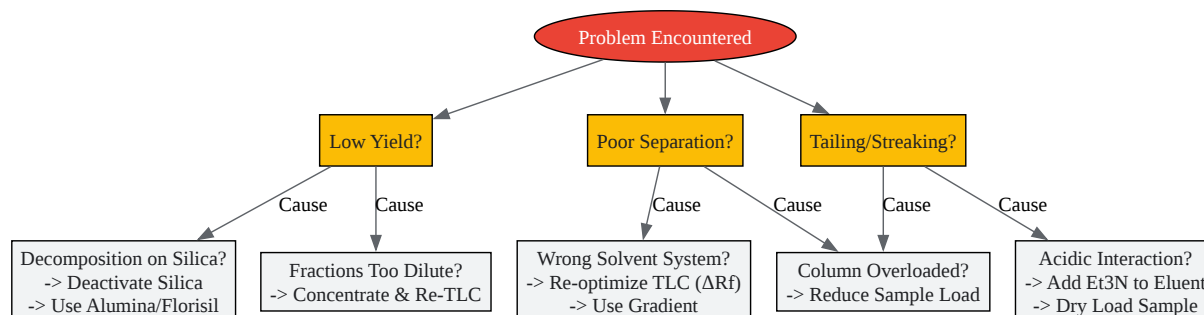 Problem Encountered
Low Yield?
Poor Separation?
Tailing/Streaking?
Cause
Cause
Cause
Cause
Cause
Cause
Decomposition on Silica?
-> Deactivate Silica
-> Use Alumina/Florisil
Fractions Too Dilute?
-> Concentrate & Re-TLC
Wrong Solvent System?
-> Re-optimize TLC (ΔRf)
-> Use Gradient
Column Overloaded?
-> Reduce Sample Load
Acidic Interaction?
-> Add Et3N to Eluent
-> Dry Load Sample